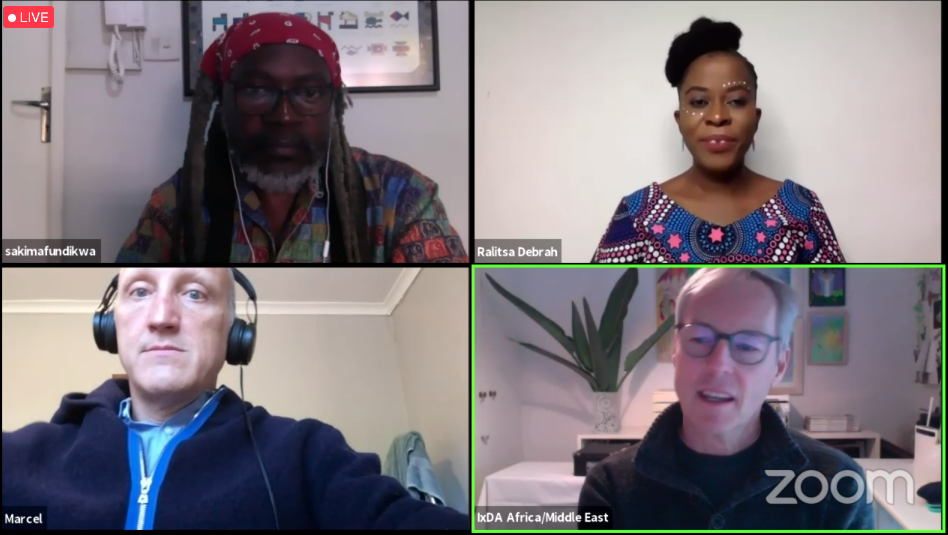 LIVE
sakimafundikwa
Ralitsa Debrah
Marcel
IxDA Africa/Middle East
zoom